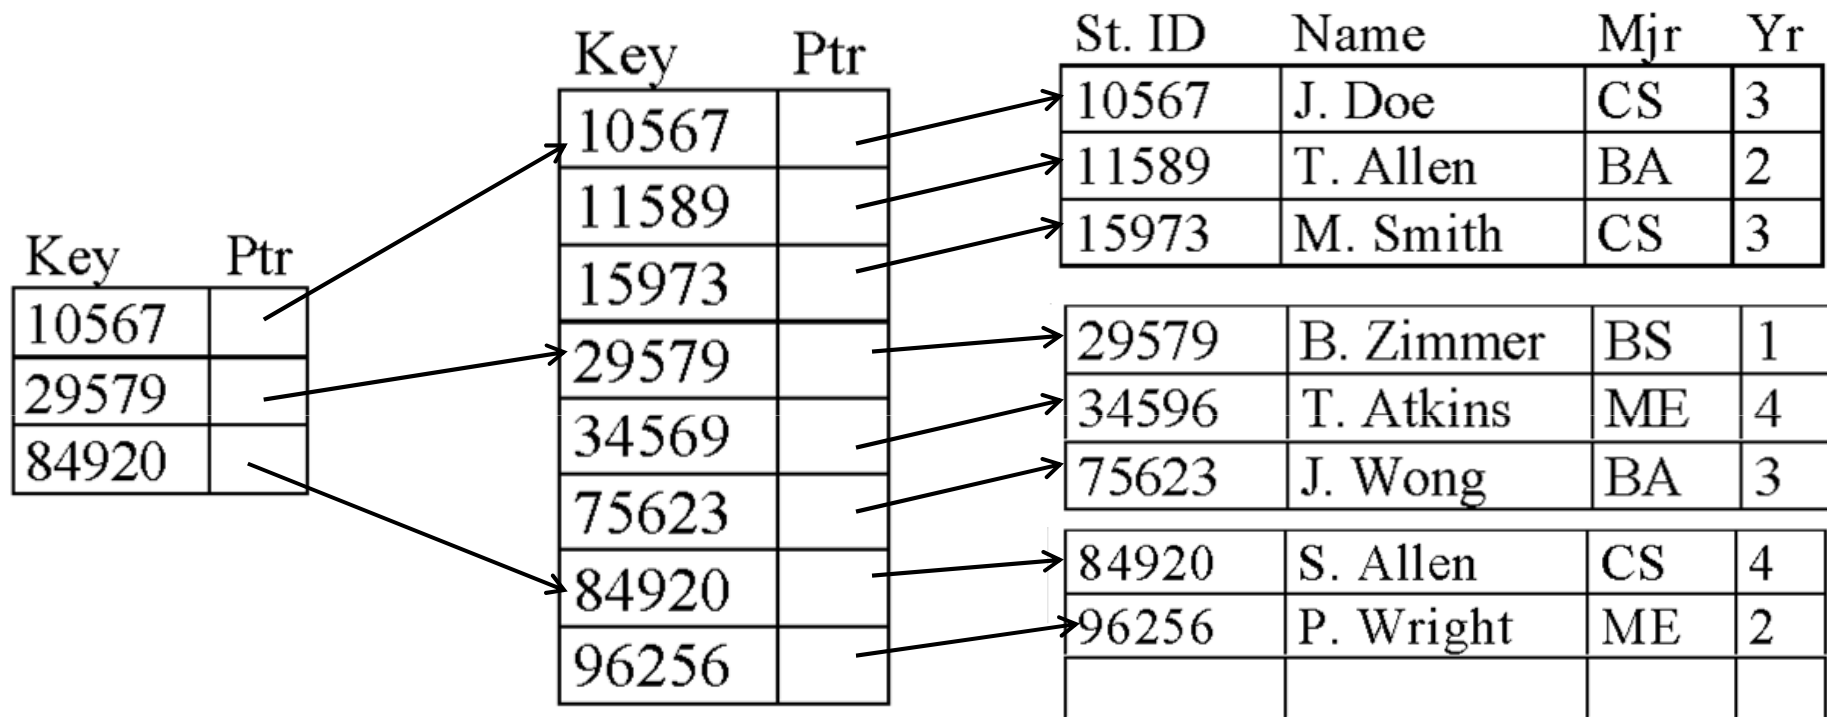 Key Ptr
10567
29579
84920
Key Ptr
10567
11589
15973
29579
34569
75623
84920
96256
St. ID Name Mjr Yr
10567 J. Doe CS 3
11589 T. Allen BA 2
15973 M. Smith CS 3
29579 B. Zimmer BS 1
34596 T. Atkins ME 4
75623 J. Wong BA 3
84920 S. Allen CS 4
96256 P. Wright ME 2